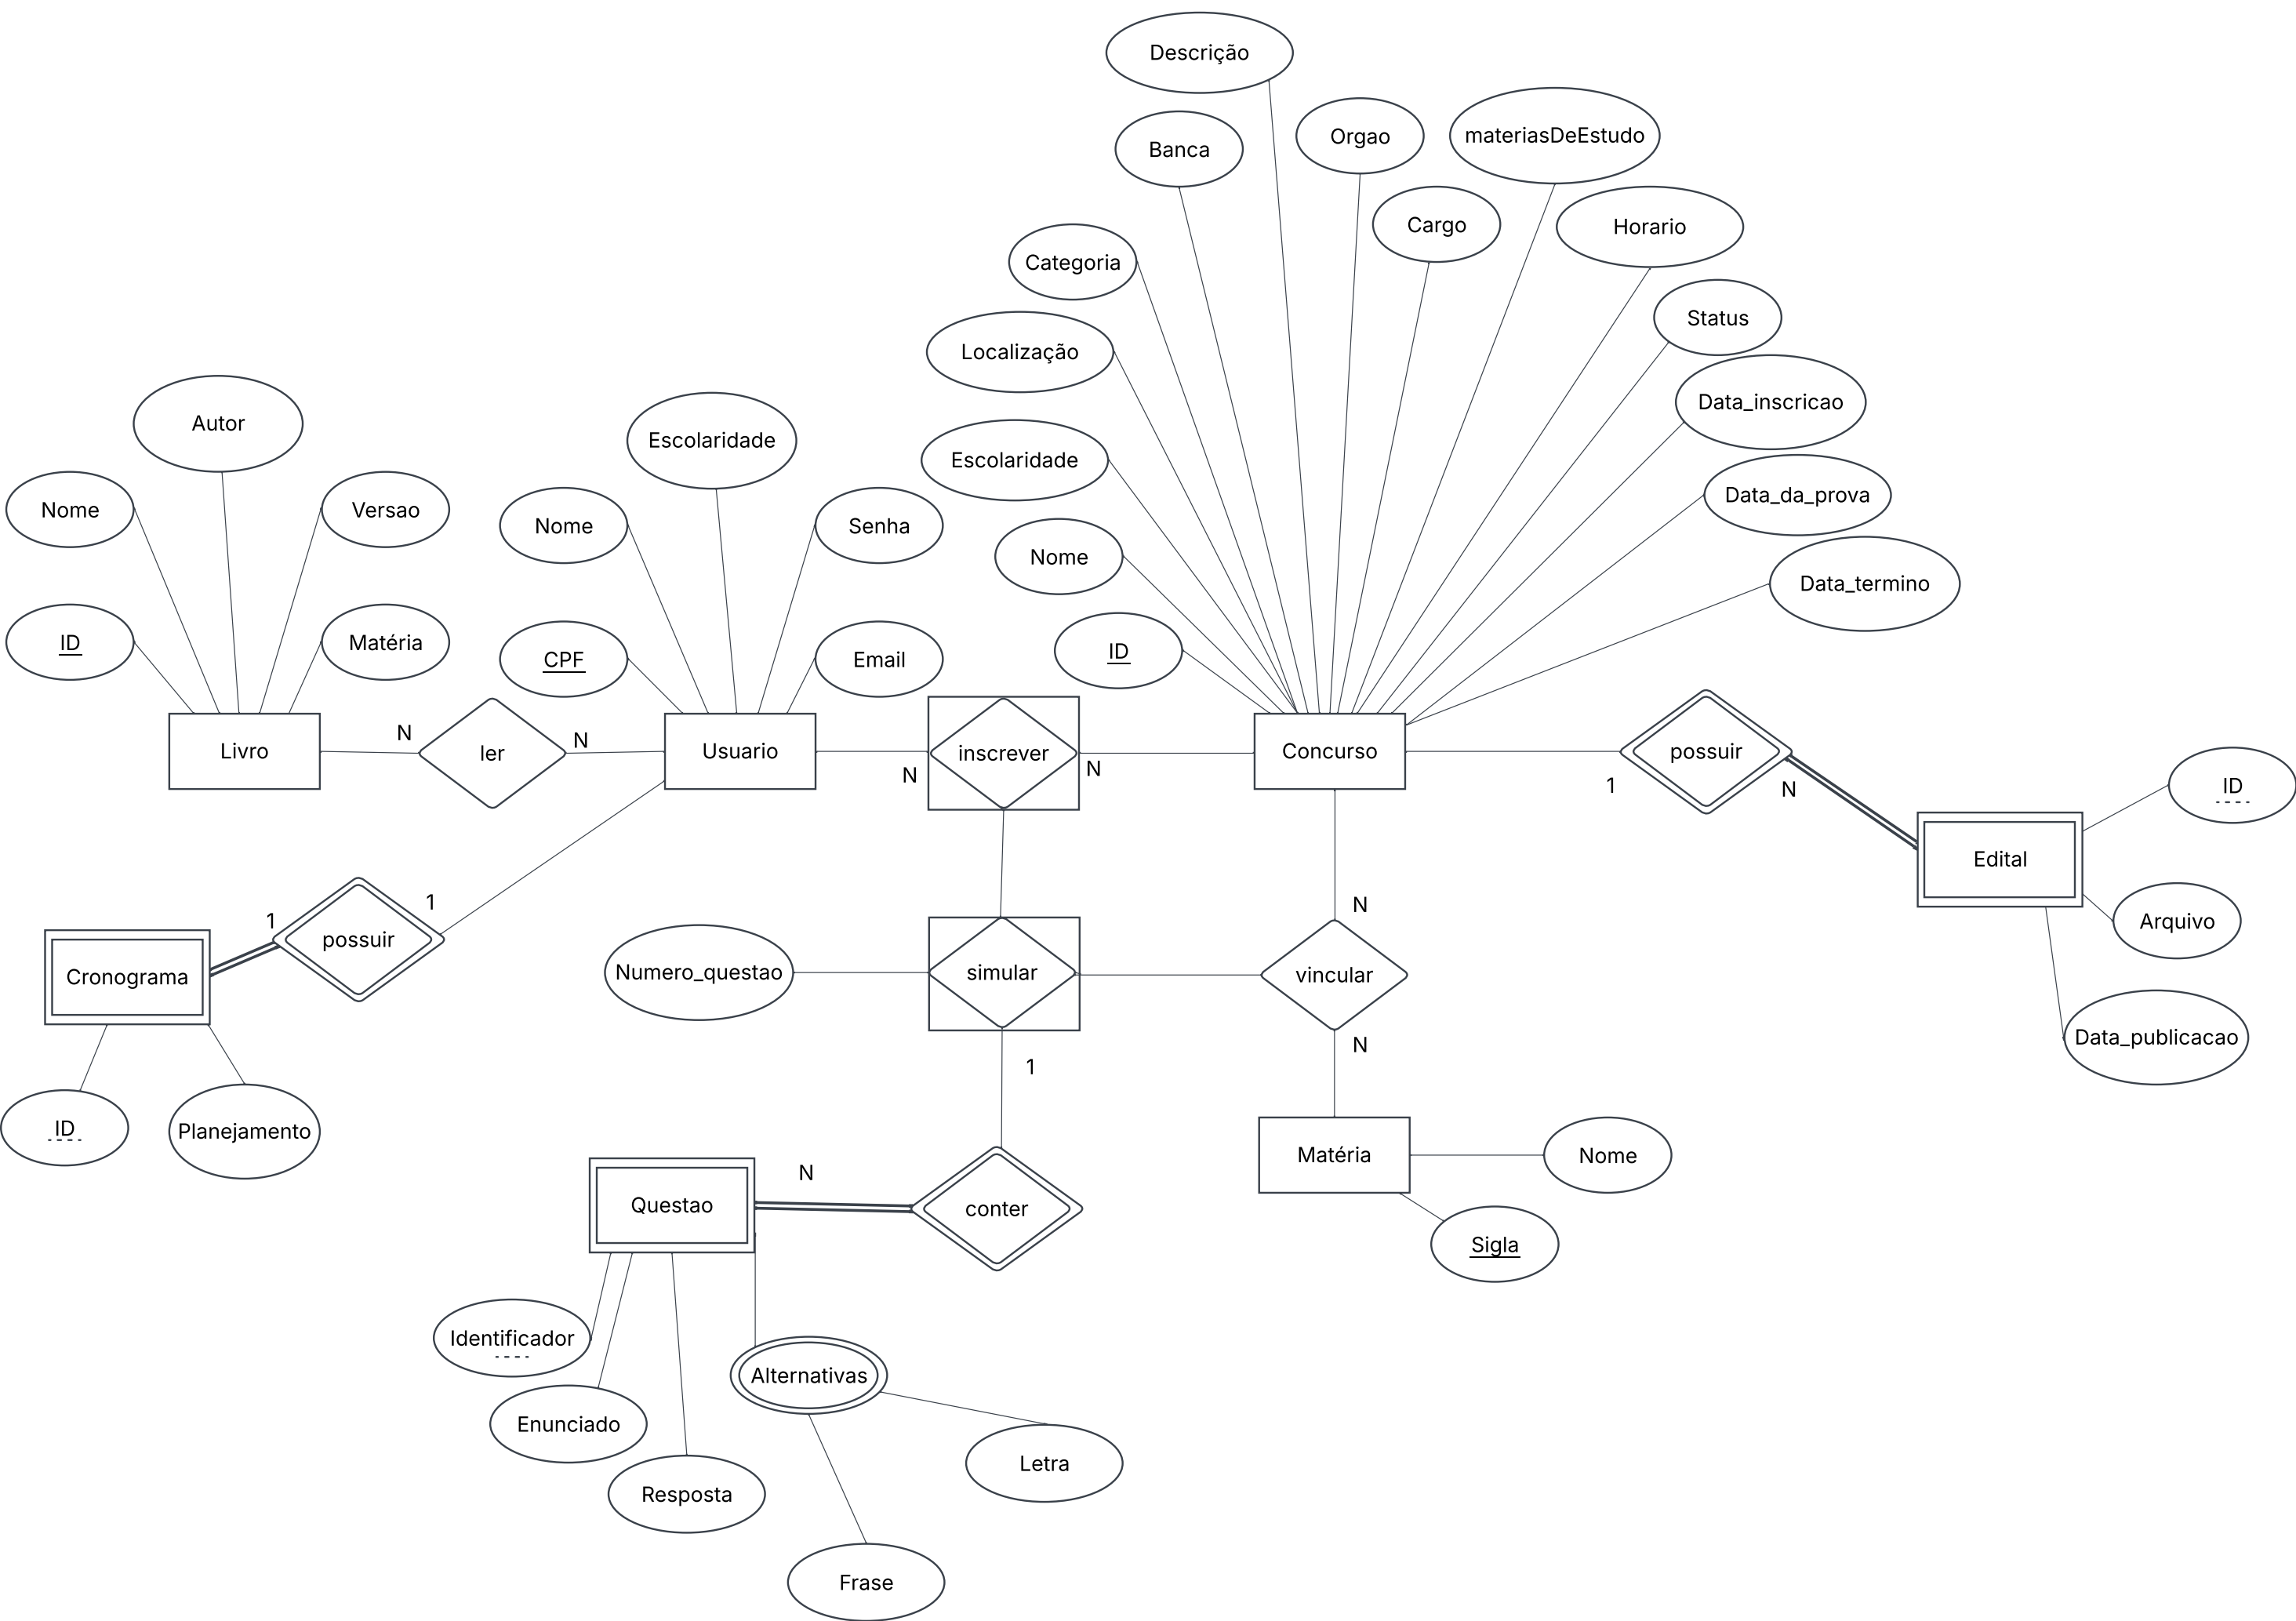 Descrição
Banca
Orgao
materiasDeEstudo
Cargo
Horario
Categoria
Status
Localização
Data_inscricao
Autor
Escolaridade
Escolaridade
Data_da_prova
Nome
Versao
Nome
Senha
Nome
Data_termino
ID
Matéria
CPF
Email
ID
Livro
N
ler
N
Usuario
N
inscrever
N
Concurso
1
possuir
N
ID
Edital
Arquivo
Data_publicacao
1
possuir
1
Cronograma
ID
Planejamento
Numero_questao
simular
N
vincular
N
1
Matéria
Nome
Sigla
Questao
N
conter
Identificador
Alternativas
Enunciado
Letra
Resposta
Frase